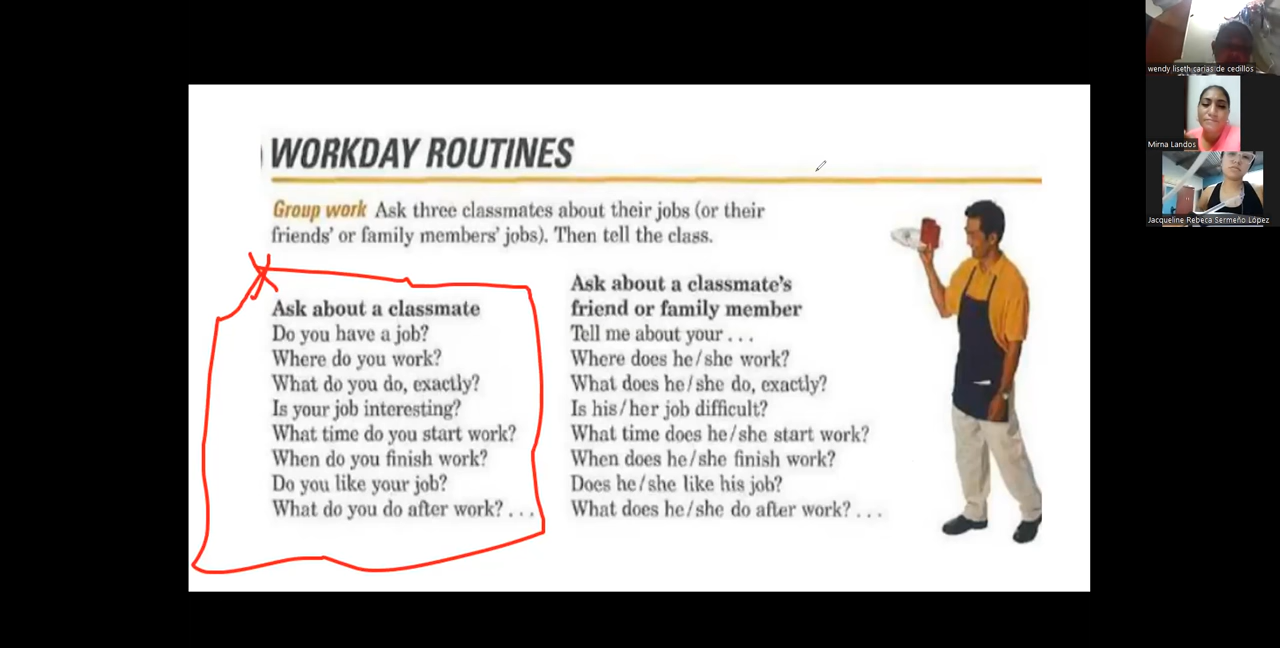 WORKDAY ROUTINES
Group work Ask three classmates about their jobs (or their
friends' or family members' jobs). Then tell the class.
Ask about a classmate
Do you have a job?
Where do you work?
What do you do, exactly?
Is your job interesting?
What time do you start work?
When do you finish work?
Do you like your job?
What do you do after work? . . .
Ask about a classmate's
friend or family member
Tell me about your . . .
Where does he/she work?
What does he/she do, exactly?
Is his/her job difficult?
What time does he/she start work?
When does he/she finish work?
Does he/she like his job?
What does he/she do after work? . . .
wendy liseth carias de cedillos
Mirna Landos
Jacqueline Rebeca Sermeño López